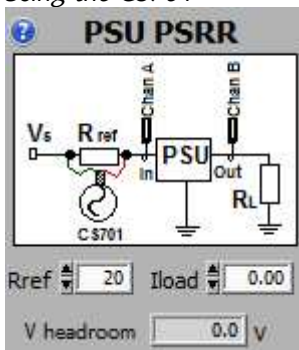 Using the CS701
? PSU PSRR
Chan A
Chan B
Vs
R ref
PSU
In
Out
RL
CS701
Rref 20 Iload 0.00
V headroom 0.0 V